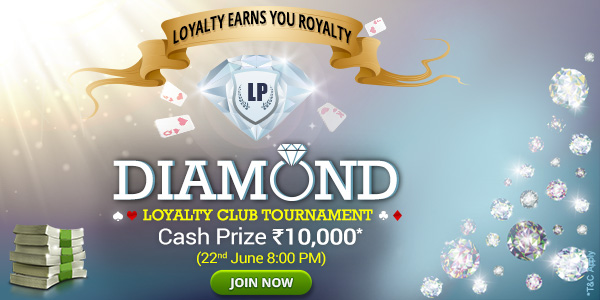 LOYALTY EARNS YOU ROYALTY
LP
DIAMOND
LOYALTY CLUB TOURNAMENT
Cash Prize ₹10,000*
(22nd June 8:00 PM)
JOIN NOW
*T&C Apply